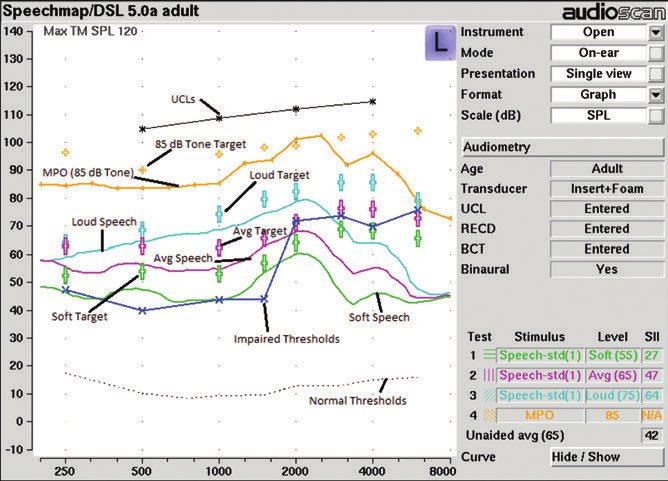 Speechmap/DSL 5.0a adult
audioscan
Max TM SPL 120
L
140
130
120
110
100
90
80
70
60
50
40
30
20
10
0
-10
250
500
1000
2000
4000
8000
UCLs
85 dB Tone Target
MPO (85 dB Tone)
Loud Target
Loud Speech
Avg Target
Avg Speech
Soft Target
Soft Speech
Impaired Thresholds
Normal Thresholds
Instrument Open
Mode On-ear
Presentation Single view
Format Graph
Scale (dB) SPL
Audiometry
Age Adult
Transducer Insert+Foam
UCL Entered
RECD Entered
BCT Entered
Binaural Yes
Test Stimulus Level SII
1 Speech-std(1) Soft (55) 27
2 Speech-std(1) Avg (65) 47
3 Speech-std(1) Loud (75) 64
4 MPO 85 N/A
Unaided avg (65) 42
Curve Hide / Show